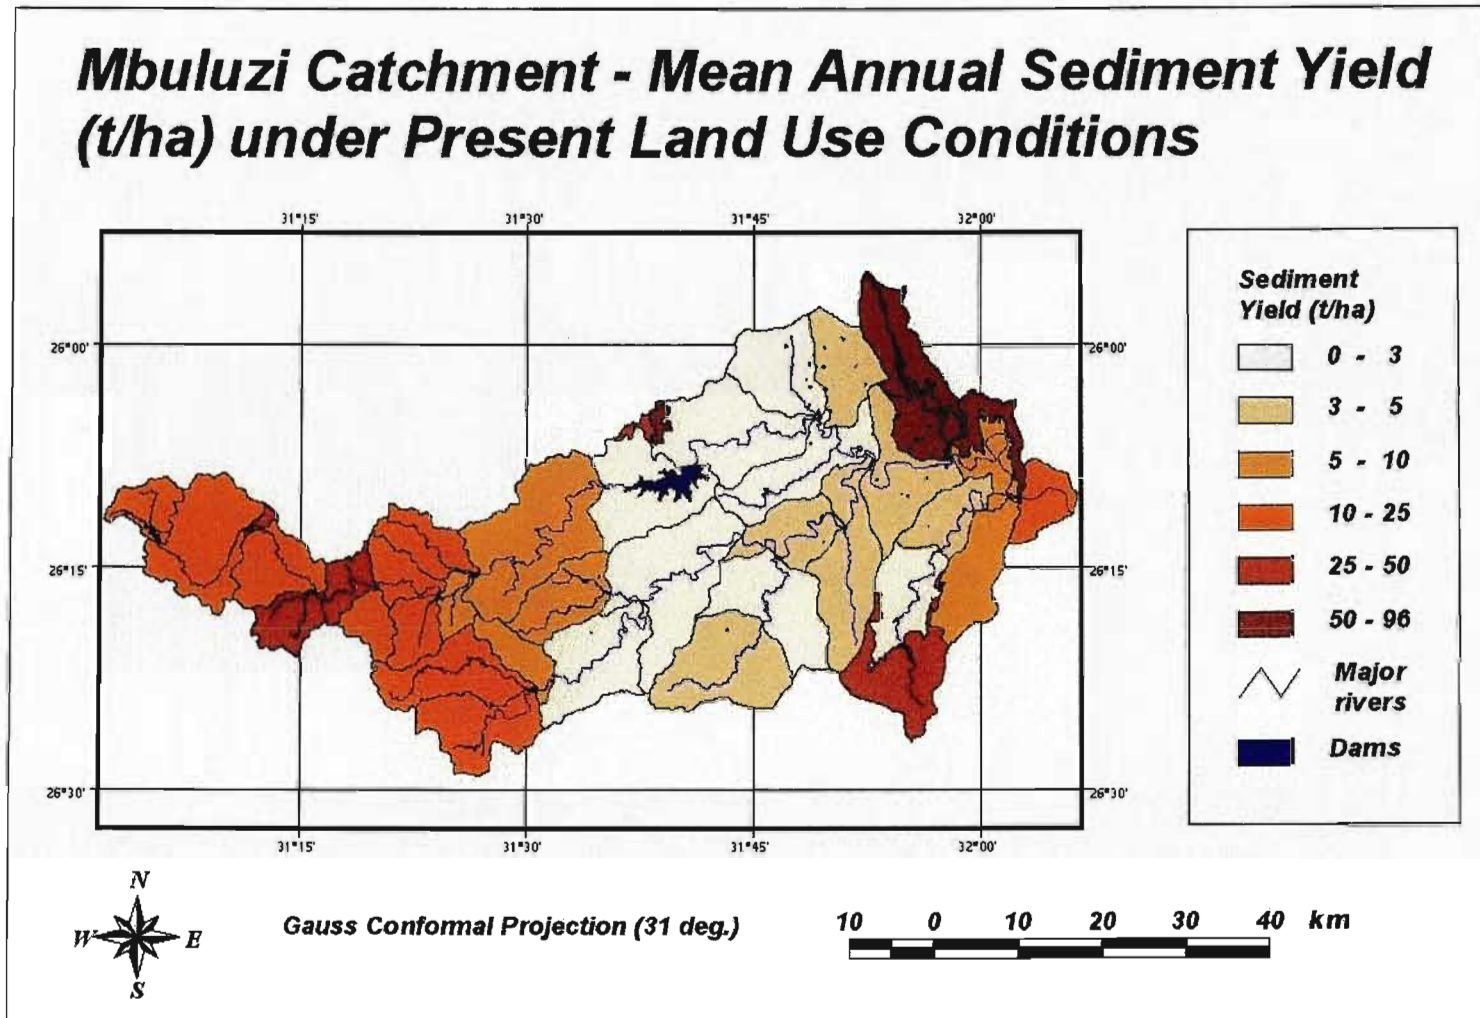 Mbuluzi Catchment - Mean Annual Sediment Yield
(t/ha) under Present Land Use Conditions
31°15' 31°30' 31°45' 32°00'
26°00' 26°00'
26°15' 26°15'
26°30' 26°30'
31°15' 31°30' 31°45' 32°00'
Sediment
Yield (t/ha)
0 - 3
3 - 5
5 - 10
10 - 25
25 - 50
50 - 96
Major
rivers
Dams
N
W E
S
Gauss Conformal Projection (31 deg.)
10 0 10 20 30 40 km